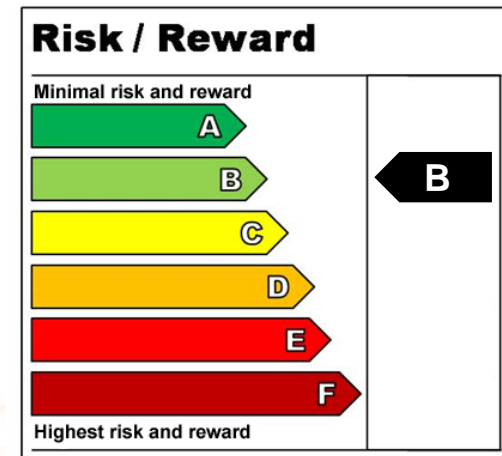 Risk / Reward
Minimal risk and reward
A
B
B
C
D
E
F
Highest risk and reward